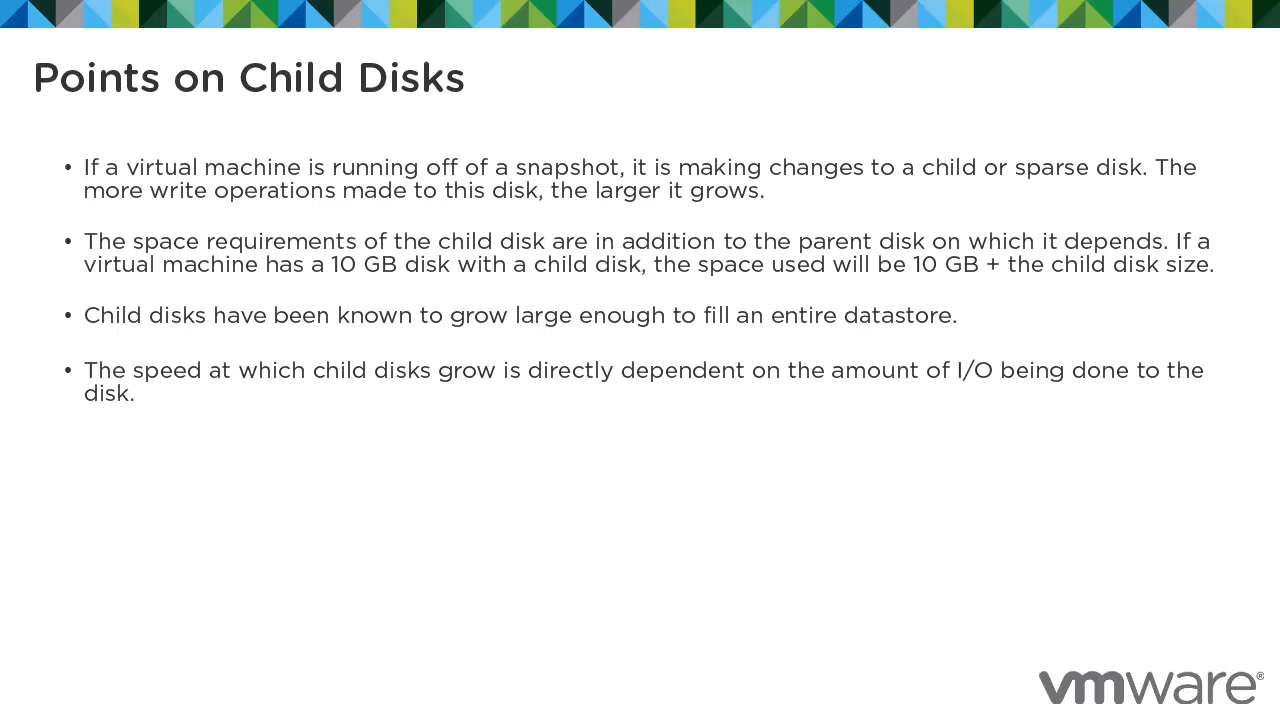 Points on Child Disks
• If a virtual machine is running off of a snapshot, it is making changes to a child or sparse disk. The
more write operations made to this disk, the larger it grows.
• The space requirements of the child disk are in addition to the parent disk on which it depends. If a
virtual machine has a 10 GB disk with a child disk, the space used will be 10 GB + the child disk size.
• Child disks have been known to grow large enough to fill an entire datastore.
• The speed at which child disks grow is directly dependent on the amount of I/O being done to the
disk.
vmware®